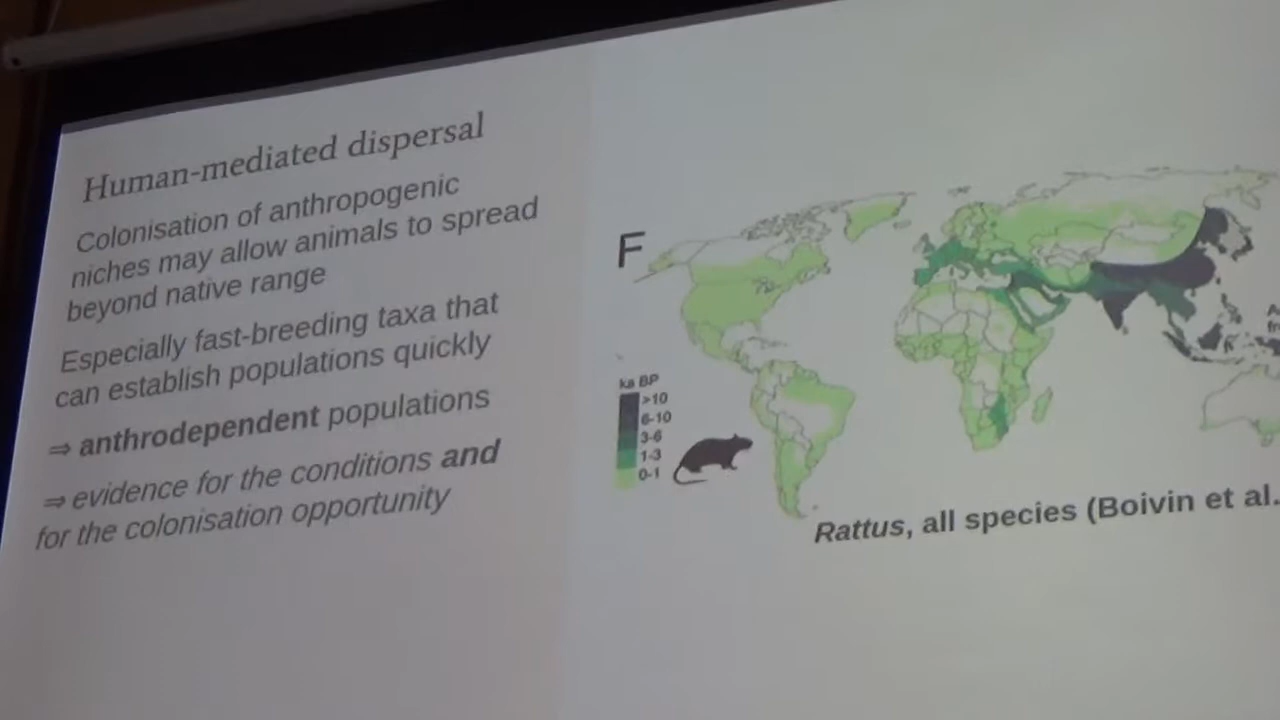 Human-mediated dispersal
Colonisation of anthropogenic
niches may allow animals to spread
beyond native range
Especially fast-breeding taxa that
can establish populations quickly
⇒ anthrodependent populations
⇒ evidence for the conditions and
for the colonisation opportunity
F
ka BP
>10
6-10
3-6
1-3
0-1
Rattus, all species (Boivin et al.